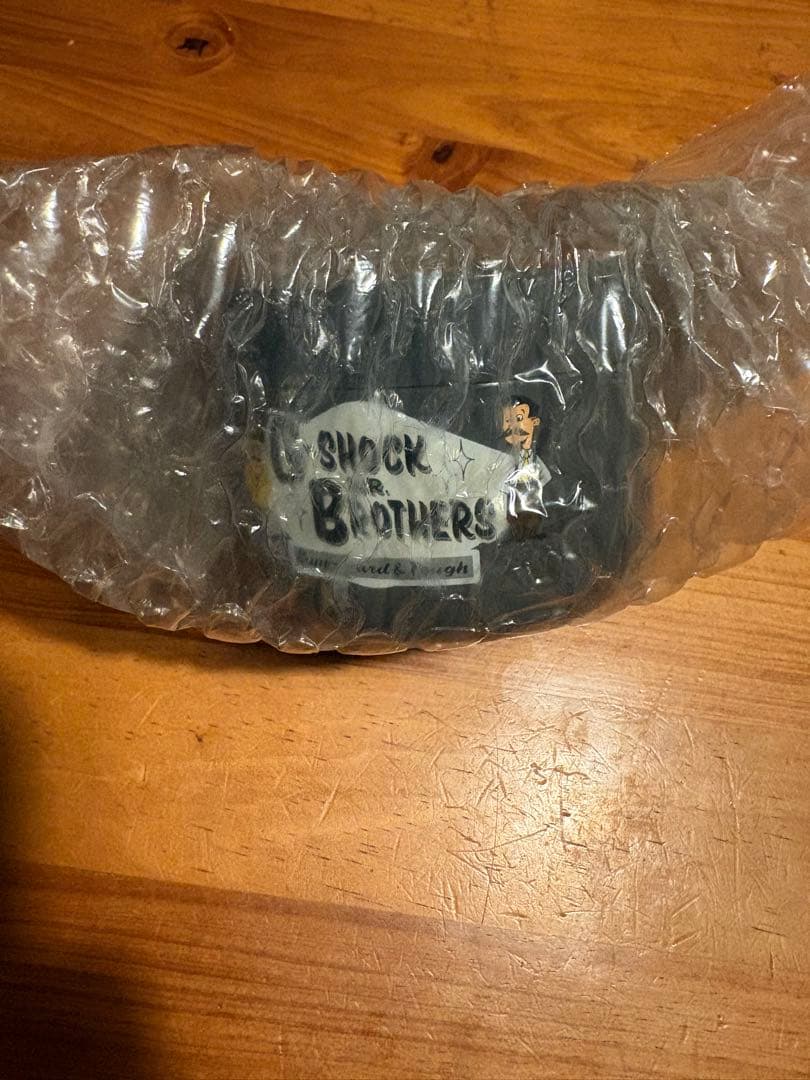 G-SHOCK
R.
BROTHERS
ard & Tough